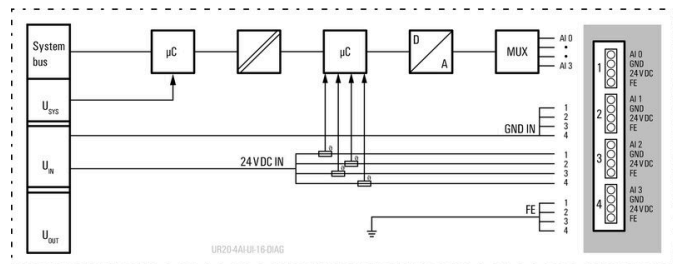 System
bus
U SYS
U IN
U OUT
µC
µC
D
A
MUX
AI 0
•
•
AI 3
GND IN
1
2
3
4
24 V DC IN
1
2
3
4
FE
1
2
3
4
UR20-4AI-UI-16-DIAG
1
AI 0
GND
24 V DC
FE
2
AI 1
GND
24 V DC
FE
3
AI 2
GND
24 V DC
FE
4
AI 3
GND
24 V DC
FE